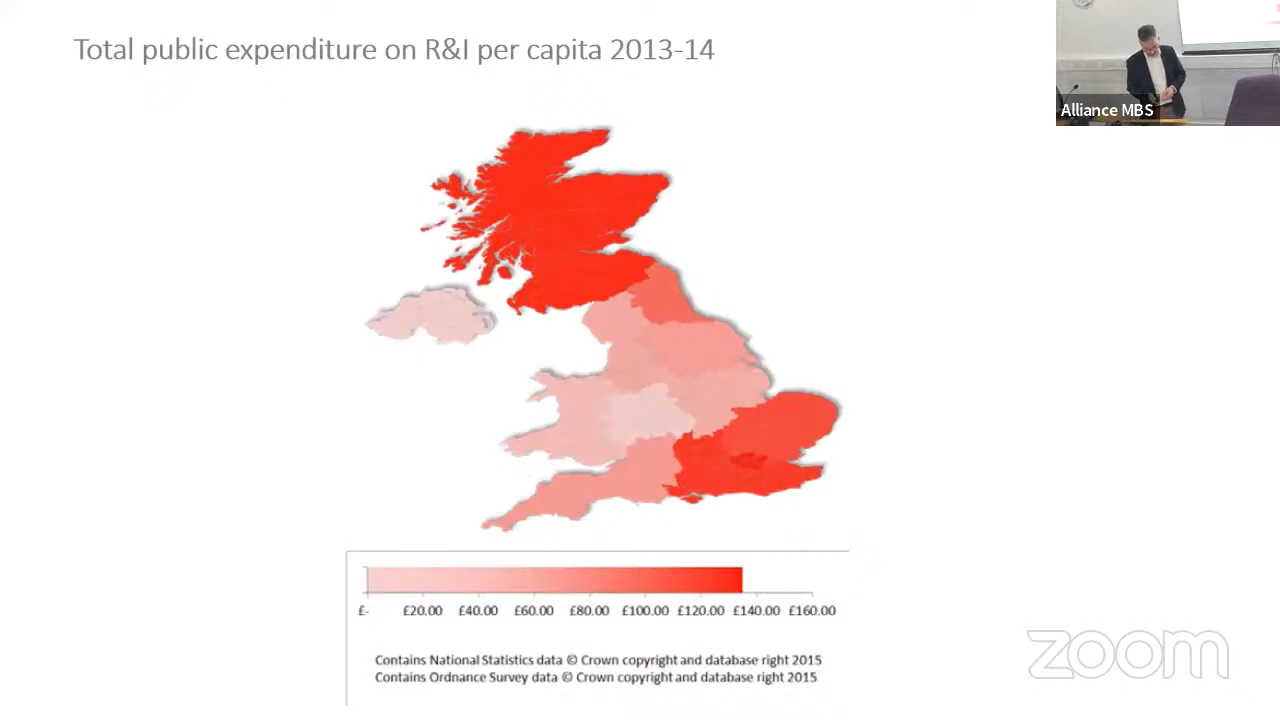 Total public expenditure on R&I per capita 2013-14
Alliance MBS
£- £20.00 £40.00 £60.00 £80.00 £100.00 £120.00 £140.00 £160.00
Contains National Statistics data © Crown copyright and database right 2015
Contains Ordnance Survey data © Crown copyright and database right 2015
zoom